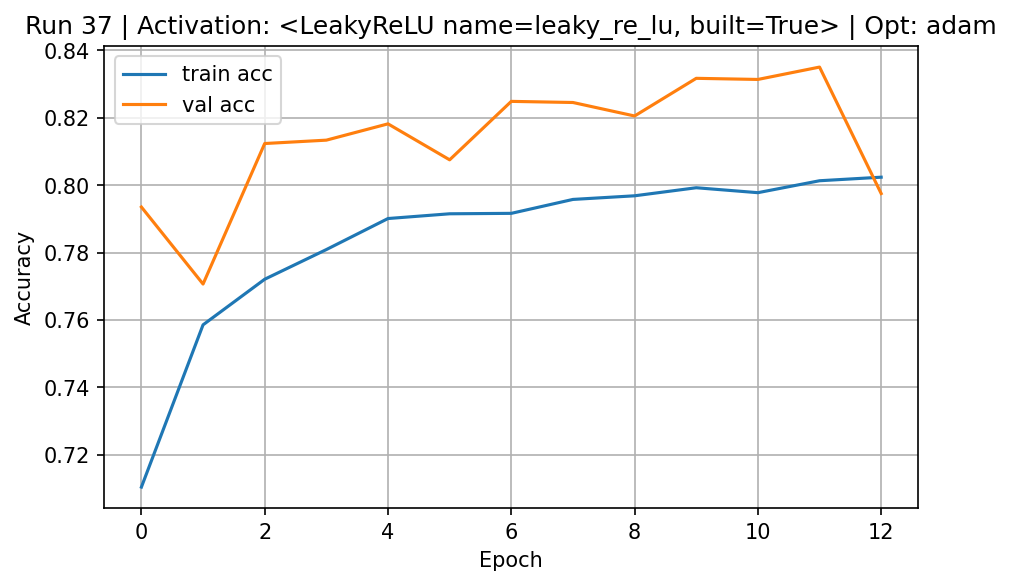 Run 37 | Activation: <LeakyReLU name=leaky_re_lu, built=True> | Opt: adam
train acc
val acc
0.84
0.82
0.80
0.78
0.76
0.74
0.72
Accuracy
0 2 4 6 8 10 12
Epoch